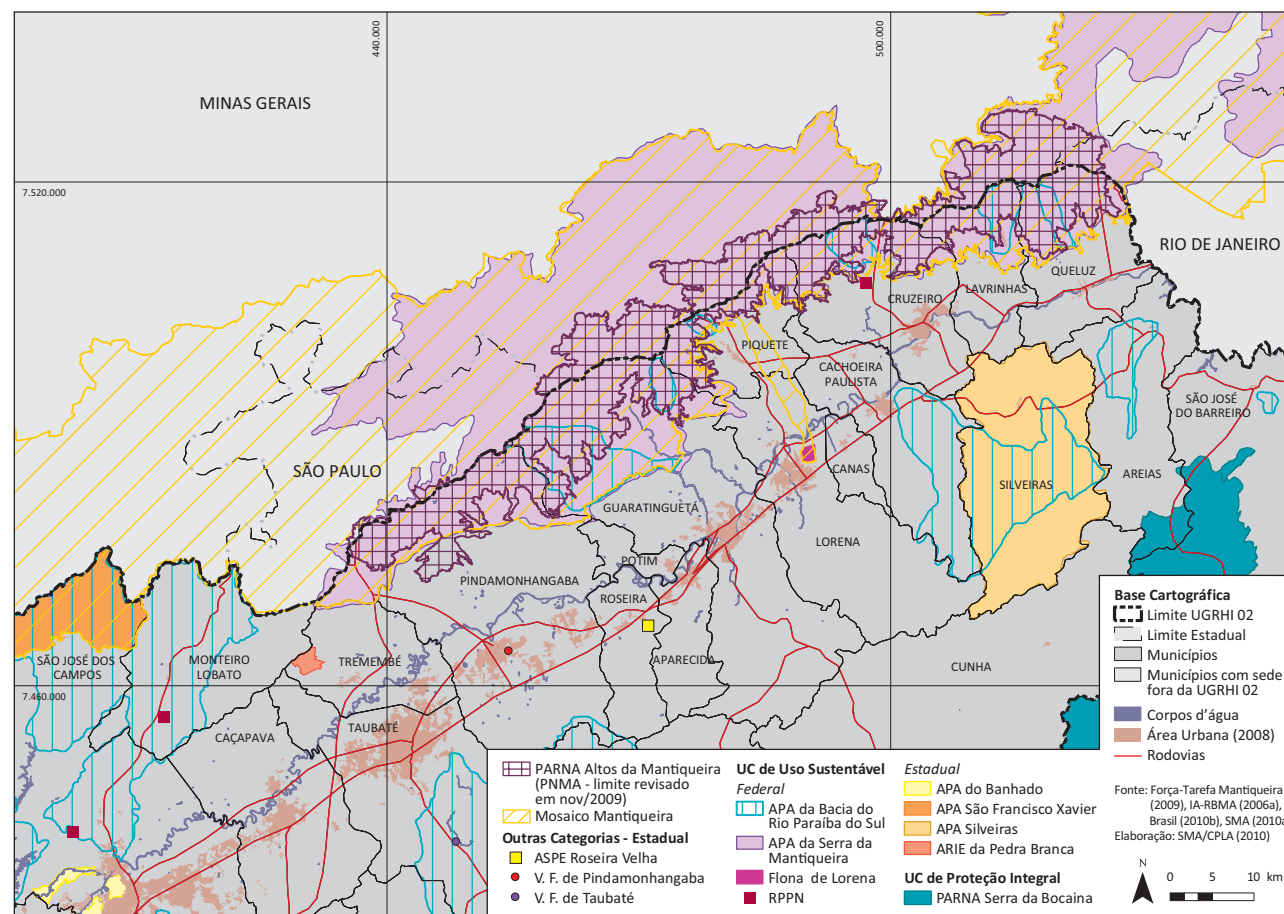 440.000
500.000
MINAS GERAIS
7.520.000
RIO DE JANEIRO
QUELUZ
LAVRINHAS
CRUZEIRO
PIQUETE
CACHOEIRA
PAULISTA
SÃO JOSÉ
DO BARREIRO
SÃO PAULO
CANAS
SILVEIRAS
AREIAS
GUARATINGUETÁ
LORENA
POTIM
PINDAMONHANGABA
ROSEIRA
SÃO JOSÉ DOS
CAMPOS
MONTEIRO
LOBATO
TREMEMBÉ
APARECIDA
CUNHA
7.460.000
CAÇAPAVA
TAUBATÉ
Base Cartográfica
Limite UGRHI 02
Limite Estadual
Municípios
Municípios com sede
fora da UGRHI 02
Corpos d’água
Área Urbana (2008)
Rodovias
Fonte: Força-Tarefa Mantiqueira
(2009), IA-RBMA (2006a),
Brasil (2010b), SMA (2010a
Elaboração: SMA/CPLA (2010)
N
0 5 10 km
PARNA Altos da Mantiqueira
(PNMA - limite revisado
em nov/2009)
Mosaico Mantiqueira
Outras Categorias - Estadual
ASPE Roseira Velha
V. F. de Pindamonhangaba
V. F. de Taubaté
UC de Uso Sustentável
Federal
APA da Bacia do
Rio Paraíba do Sul
APA da Serra da
Mantiqueira
Flona de Lorena
RPPN
Estadual
APA do Banhado
APA São Francisco Xavier
APA Silveiras
ARIE da Pedra Branca
UC de Proteção Integral
PARNA Serra da Bocaina